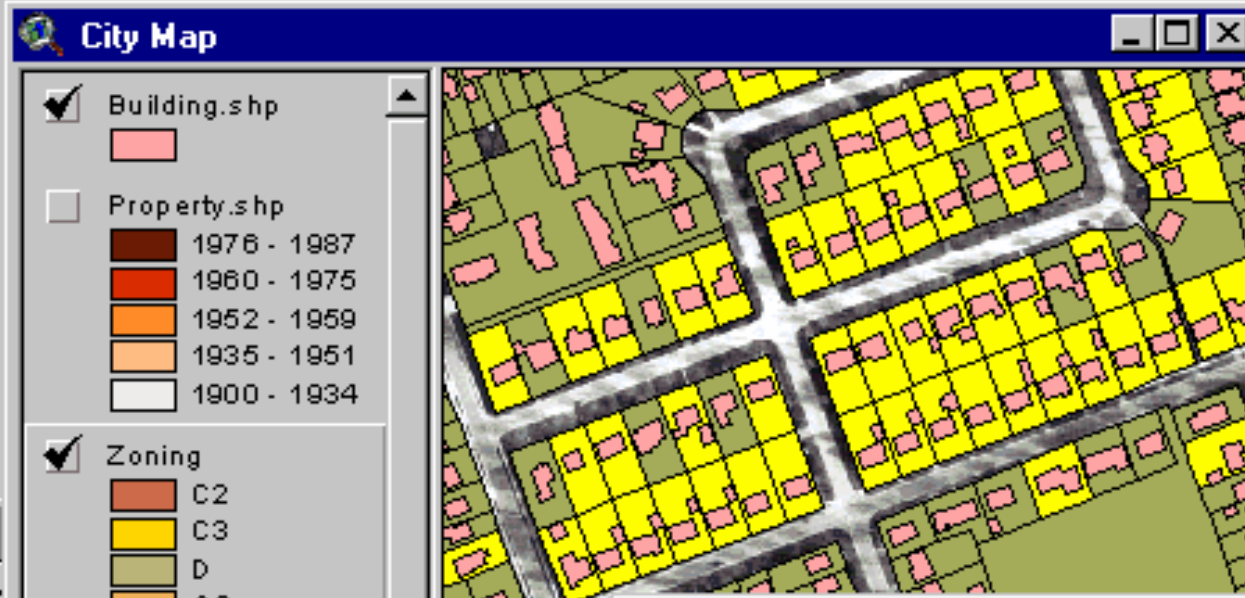 City Map
Building.shp
Property.shp
1976 - 1987
1960 - 1975
1952 - 1959
1935 - 1951
1900 - 1934
Zoning
C2
C3
D